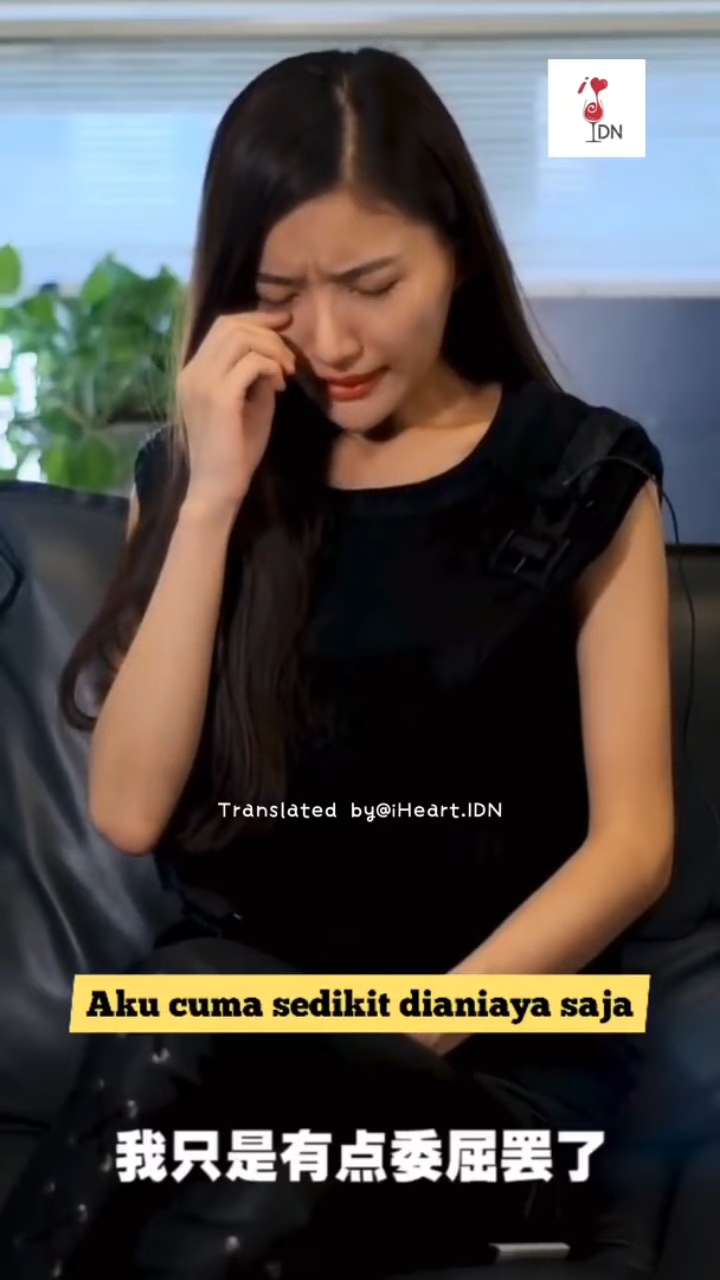 i
IDN
Translated by@iHeart.IDN
Aku cuma sedikit dianiaya saja
我只是有点委屈罢了